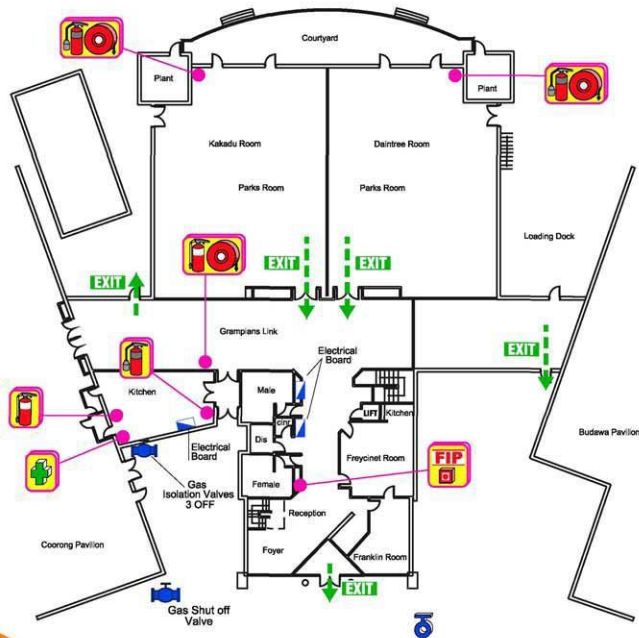 Courtyard
Plant
Plant
Kakadu Room
Daintree Room
Parks Room
Parks Room
Loading Dock
EXIT
EXIT
EXIT
Grampians Link
EXIT
Electrical
Board
Kitchen
Male
LIFT
Kitchen
clnr
Electrical
Board
Dis
Budawa Pavilion
Gas
Isolation Valves
3 OFF
Female
Freycinet Room
FIP
Reception
Coorong Pavilion
Foyer
Franklin Room
EXIT
Gas Shut off
Valve